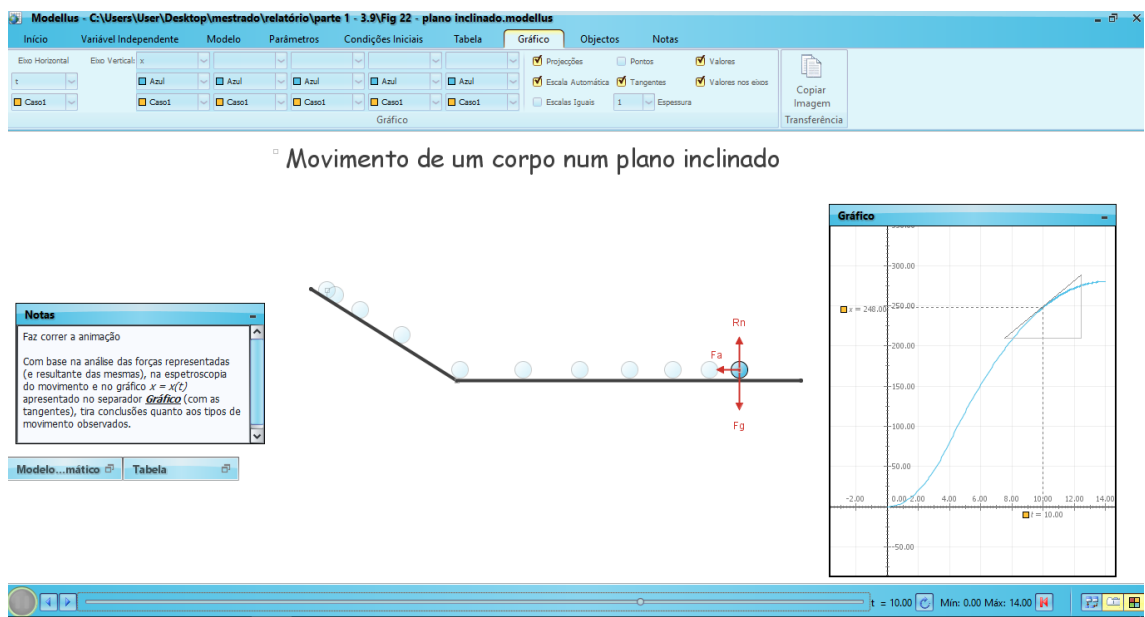 Modellus - C:\Users\User\Desktop\mestrado\relatório\parte 1 - 3.9\Fig 22 - plano inclinado.modellus
Início Variável Independente Modelo Parâmetros Condições Iniciais Tabela Gráfico Objectos Notas
Eixo Horizontal Eixo Vertical: x
t Azul Azul Azul Azul Azul
Caso1 Caso1 Caso1 Caso1 Caso1 Caso1
Projecções Pontos Valores
Escala Automática Tangentes Valores nos eixos
Escalas Iguais 1 Espessura
Gráfico
Copiar
Imagem
Transferência
Movimento de um corpo num plano inclinado
Notas
Faz correr a animação
Com base na análise das forças representadas
(e resultante das mesmas), na espetroscopia
do movimento e no gráfico x = x(t)
apresentado no separador Gráfico (com as
tangentes), tira conclusões quanto aos tipos de
movimento observados.
Modelo...mático Tabela
Rn
Fa
Fg
Gráfico
300.00
x = 248.00
250.00
200.00
150.00
100.00
50.00
-2.00 0.00 2.00 4.00 6.00 8.00 10.00 12.00 14.00
t = 10.00
-50.00
t = 10.00 Mín: 0.00 Máx: 14.00